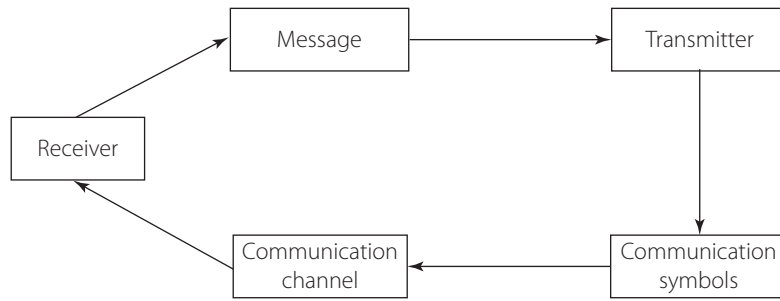 Message
Transmitter
Receiver
Communication
channel
Communication
symbols